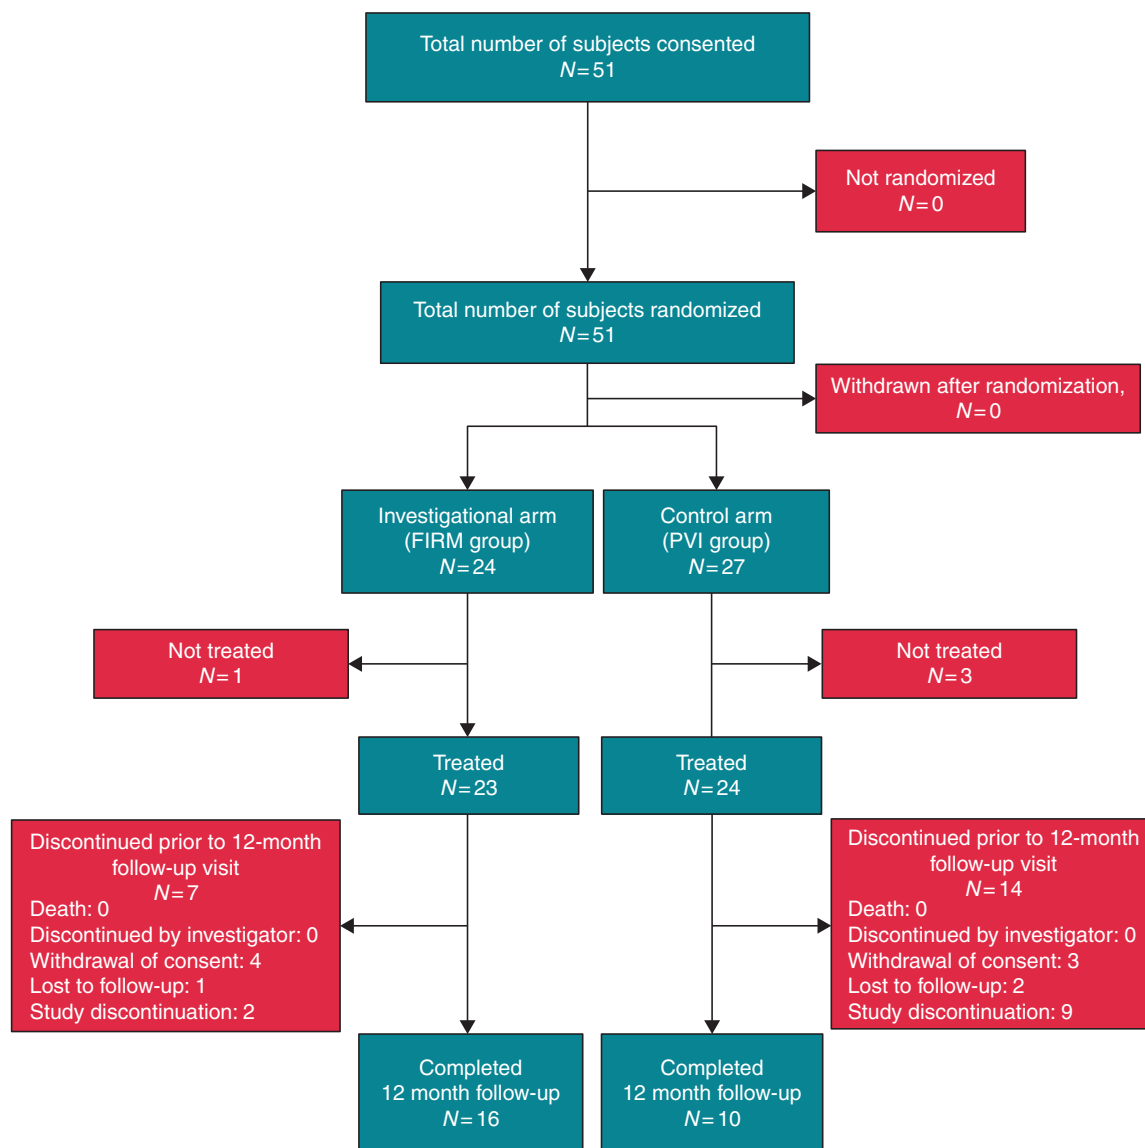 Total number of subjects consented
N=51
Not randomized
N=0
Total number of subjects randomized
N=51
Withdrawn after randomization,
N=0
Investigational arm
(FIRM group)
N=24
Control arm
(PVI group)
N=27
Not treated
N=1
Not treated
N=3
Treated
N=23
Treated
N=24
Discontinued prior to 12-month
follow-up visit
N=7
Death: 0
Discontinued by investigator: 0
Withdrawal of consent: 4
Lost to follow-up: 1
Study discontinuation: 2
Discontinued prior to 12-month
follow-up visit
N=14
Death: 0
Discontinued by investigator: 0
Withdrawal of consent: 3
Lost to follow-up: 2
Study discontinuation: 9
Completed
12 month follow-up
N=16
Completed
12 month follow-up
N=10